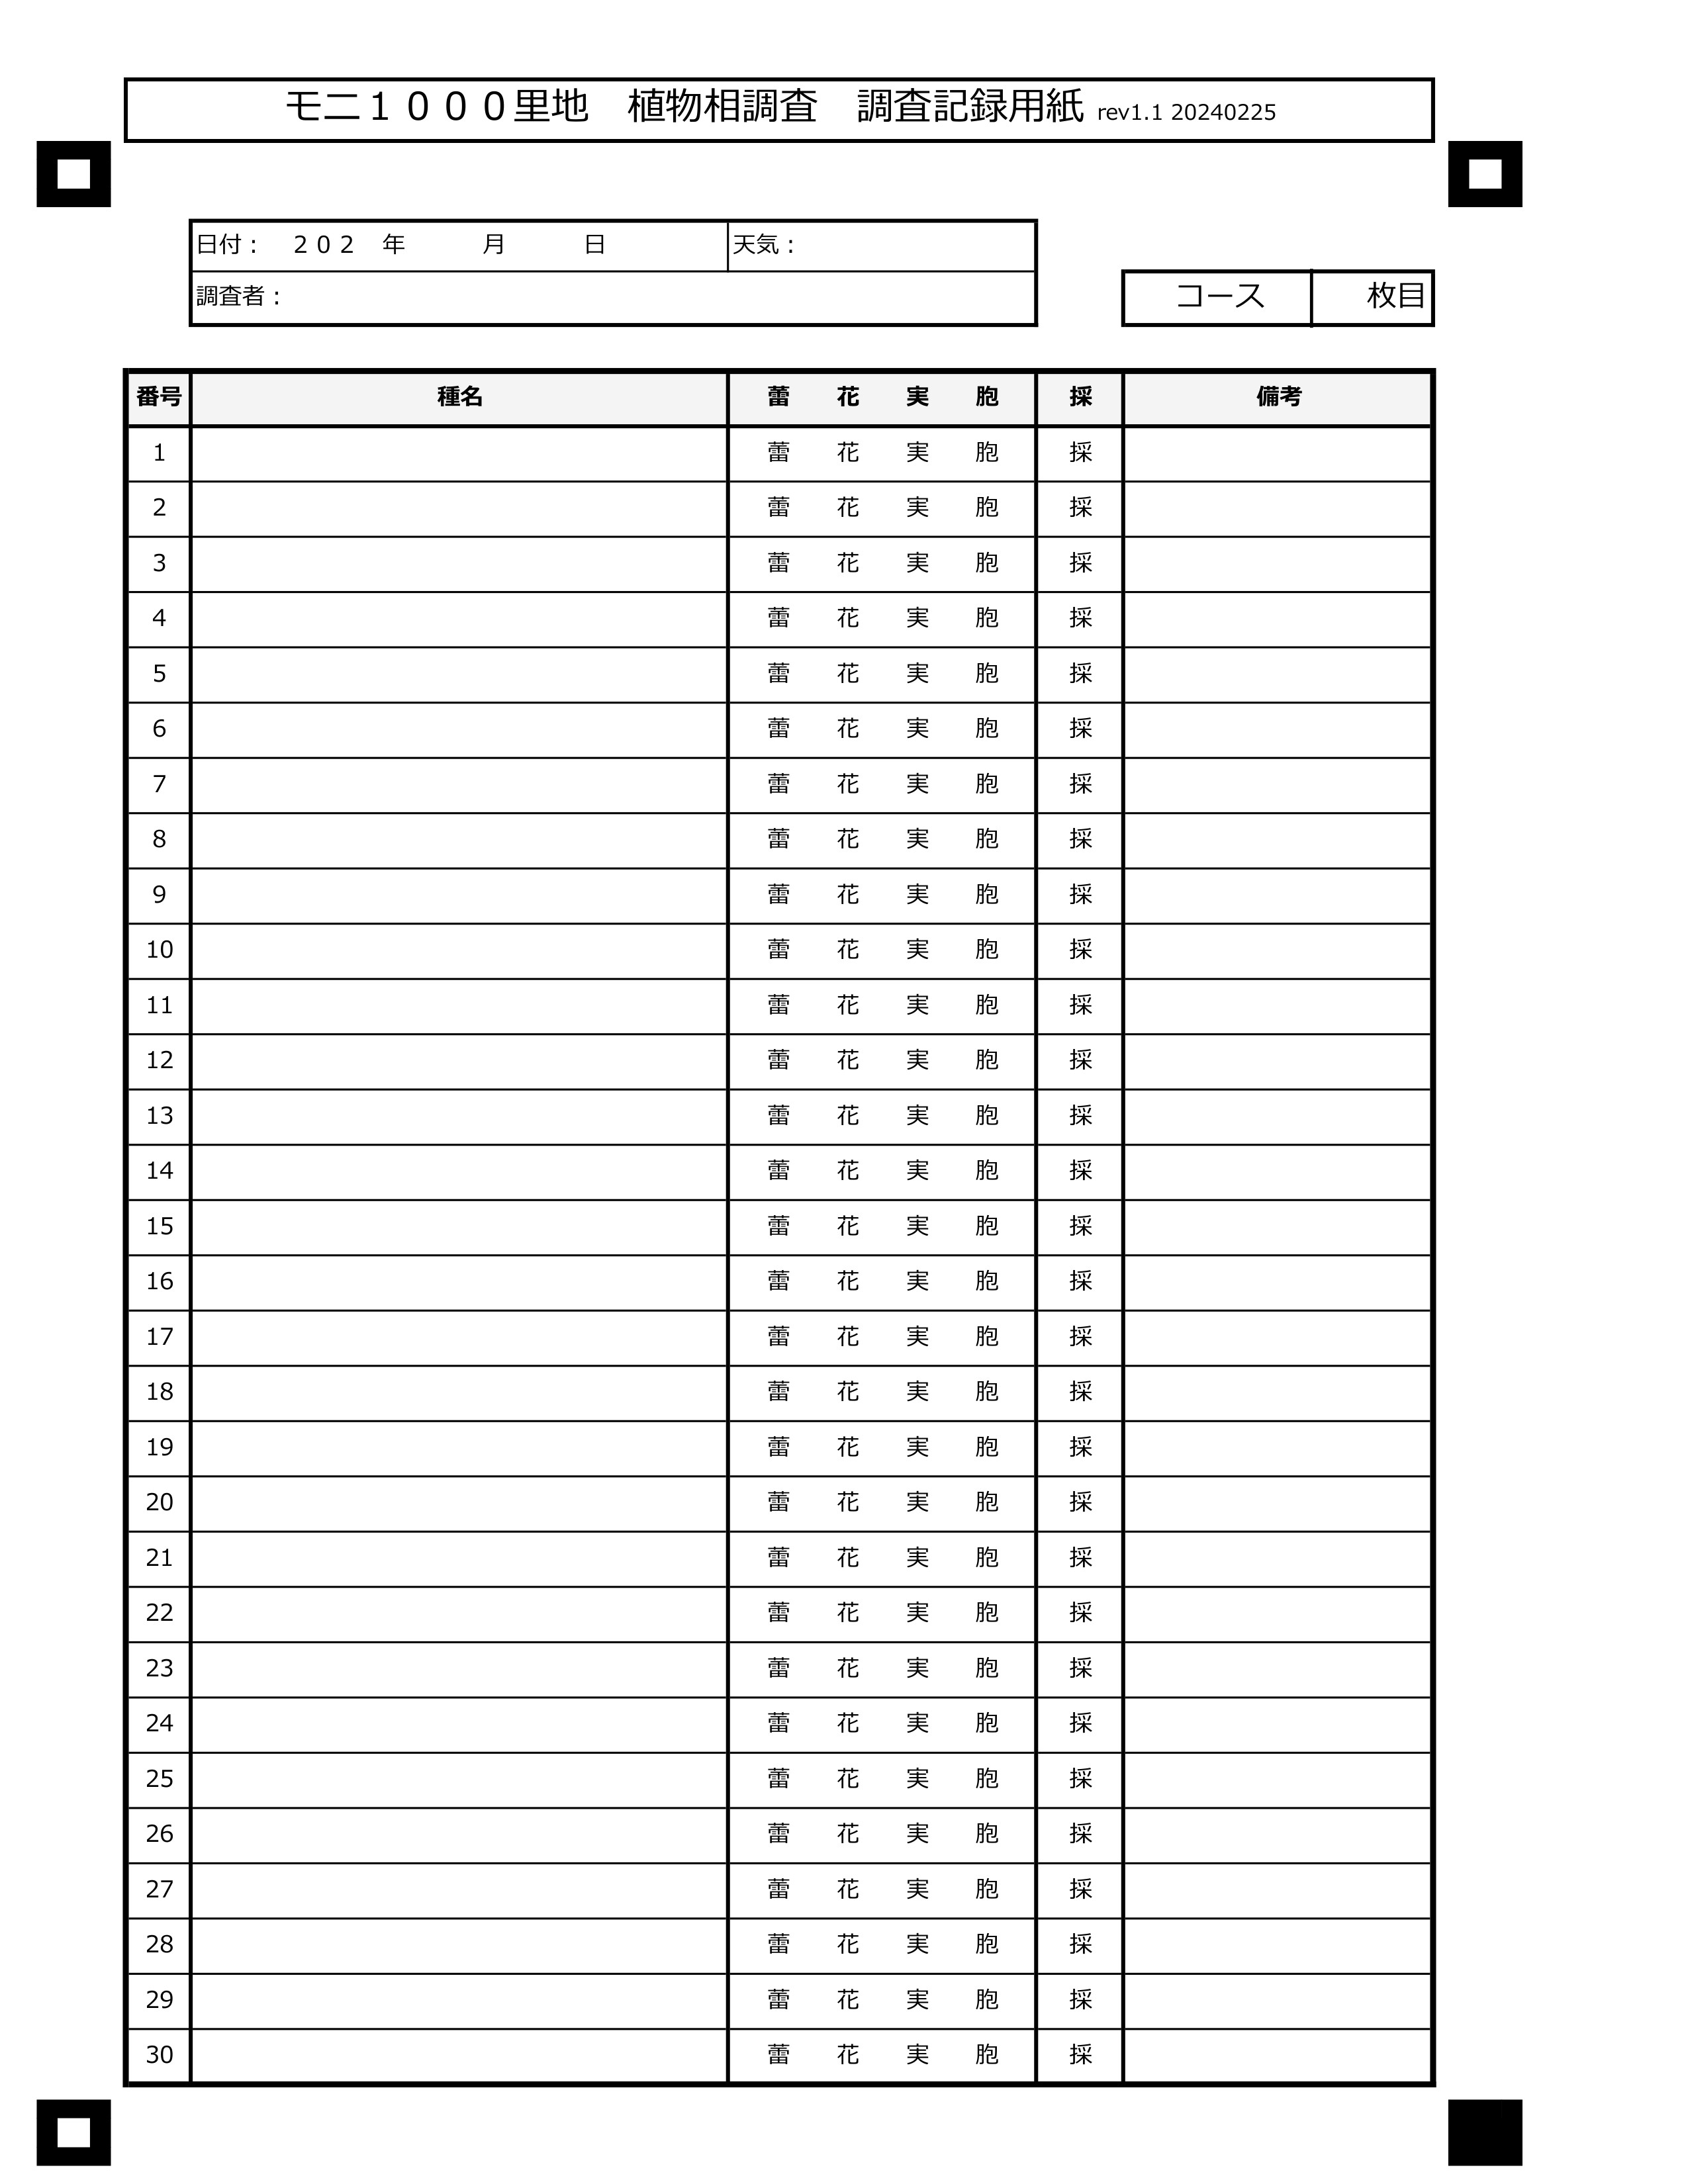 モニ１０００里地　植物相調査　調査記録用紙 rev1.1 20240225
日付：　２０２　年　　　月　　　日　天気：
調査者：
コース　枚目
番号　種名　蕾　花　実　胞　採　備考
1　蕾　花　実　胞　採
2　蕾　花　実　胞　採
3　蕾　花　実　胞　採
4　蕾　花　実　胞　採
5　蕾　花　実　胞　採
6　蕾　花　実　胞　採
7　蕾　花　実　胞　採
8　蕾　花　実　胞　採
9　蕾　花　実　胞　採
10　蕾　花　実　胞　採
11　蕾　花　実　胞　採
12　蕾　花　実　胞　採
13　蕾　花　実　胞　採
14　蕾　花　実　胞　採
15　蕾　花　実　胞　採
16　蕾　花　実　胞　採
17　蕾　花　実　胞　採
18　蕾　花　実　胞　採
19　蕾　花　実　胞　採
20　蕾　花　実　胞　採
21　蕾　花　実　胞　採
22　蕾　花　実　胞　採
23　蕾　花　実　胞　採
24　蕾　花　実　胞　採
25　蕾　花　実　胞　採
26　蕾　花　実　胞　採
27　蕾　花　実　胞　採
28　蕾　花　実　胞　採
29　蕾　花　実　胞　採
30　蕾　花　実　胞　採